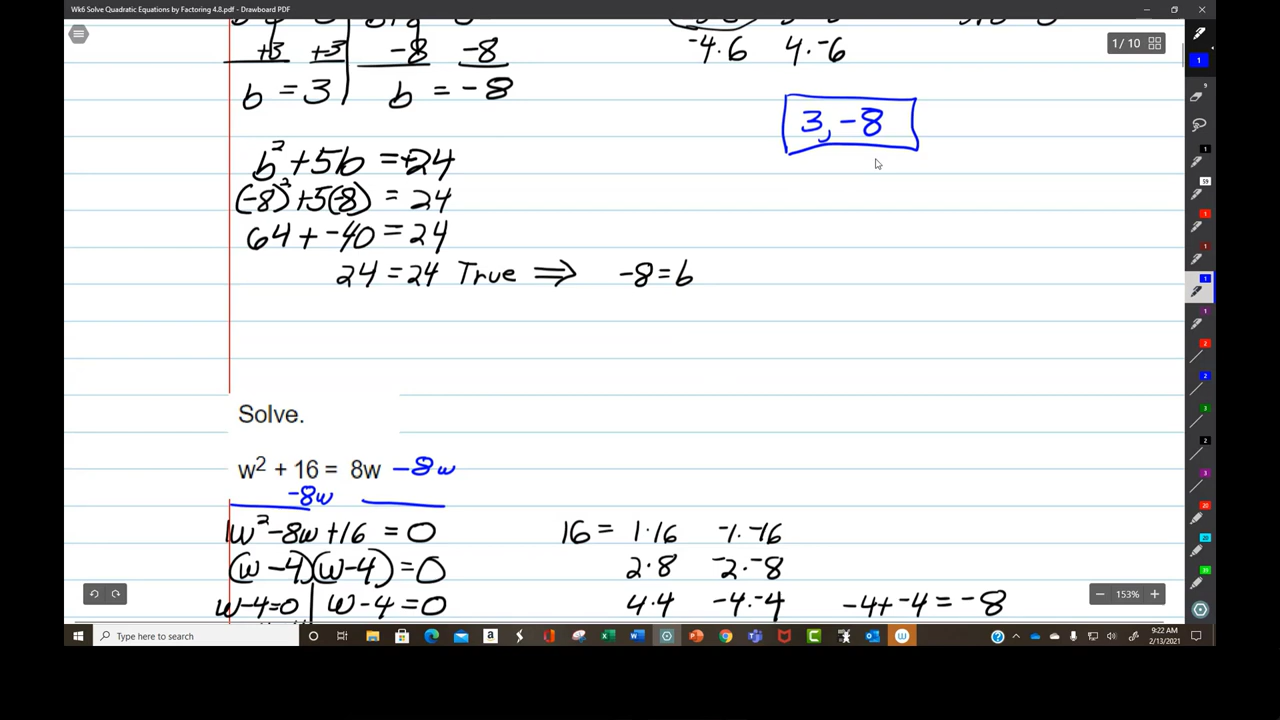 Wk6 Solve Quadratic Equations by Factoring 4.8.pdf - Drawboard PDF
1/10
+3 +3 -8 -8
b = 3 b = -8
-4·6 4·-6
3, -8
b² + 5b = 24
(-8)² + 5(-8) = 24
64 + -40 = 24
24 = 24 True ⇒ -8 = b
Solve.
w² + 16 = 8w -8w
-8w
1w² - 8w + 16 = 0 16 = 1·16 -1·-16
(w - 4)(w - 4) = 0 2·8 -2·-8
w - 4 = 0 w - 4 = 0 4·4 -4·-4 -4 + -4 = -8
153%
Type here to search
9:22 AM
2/13/2021